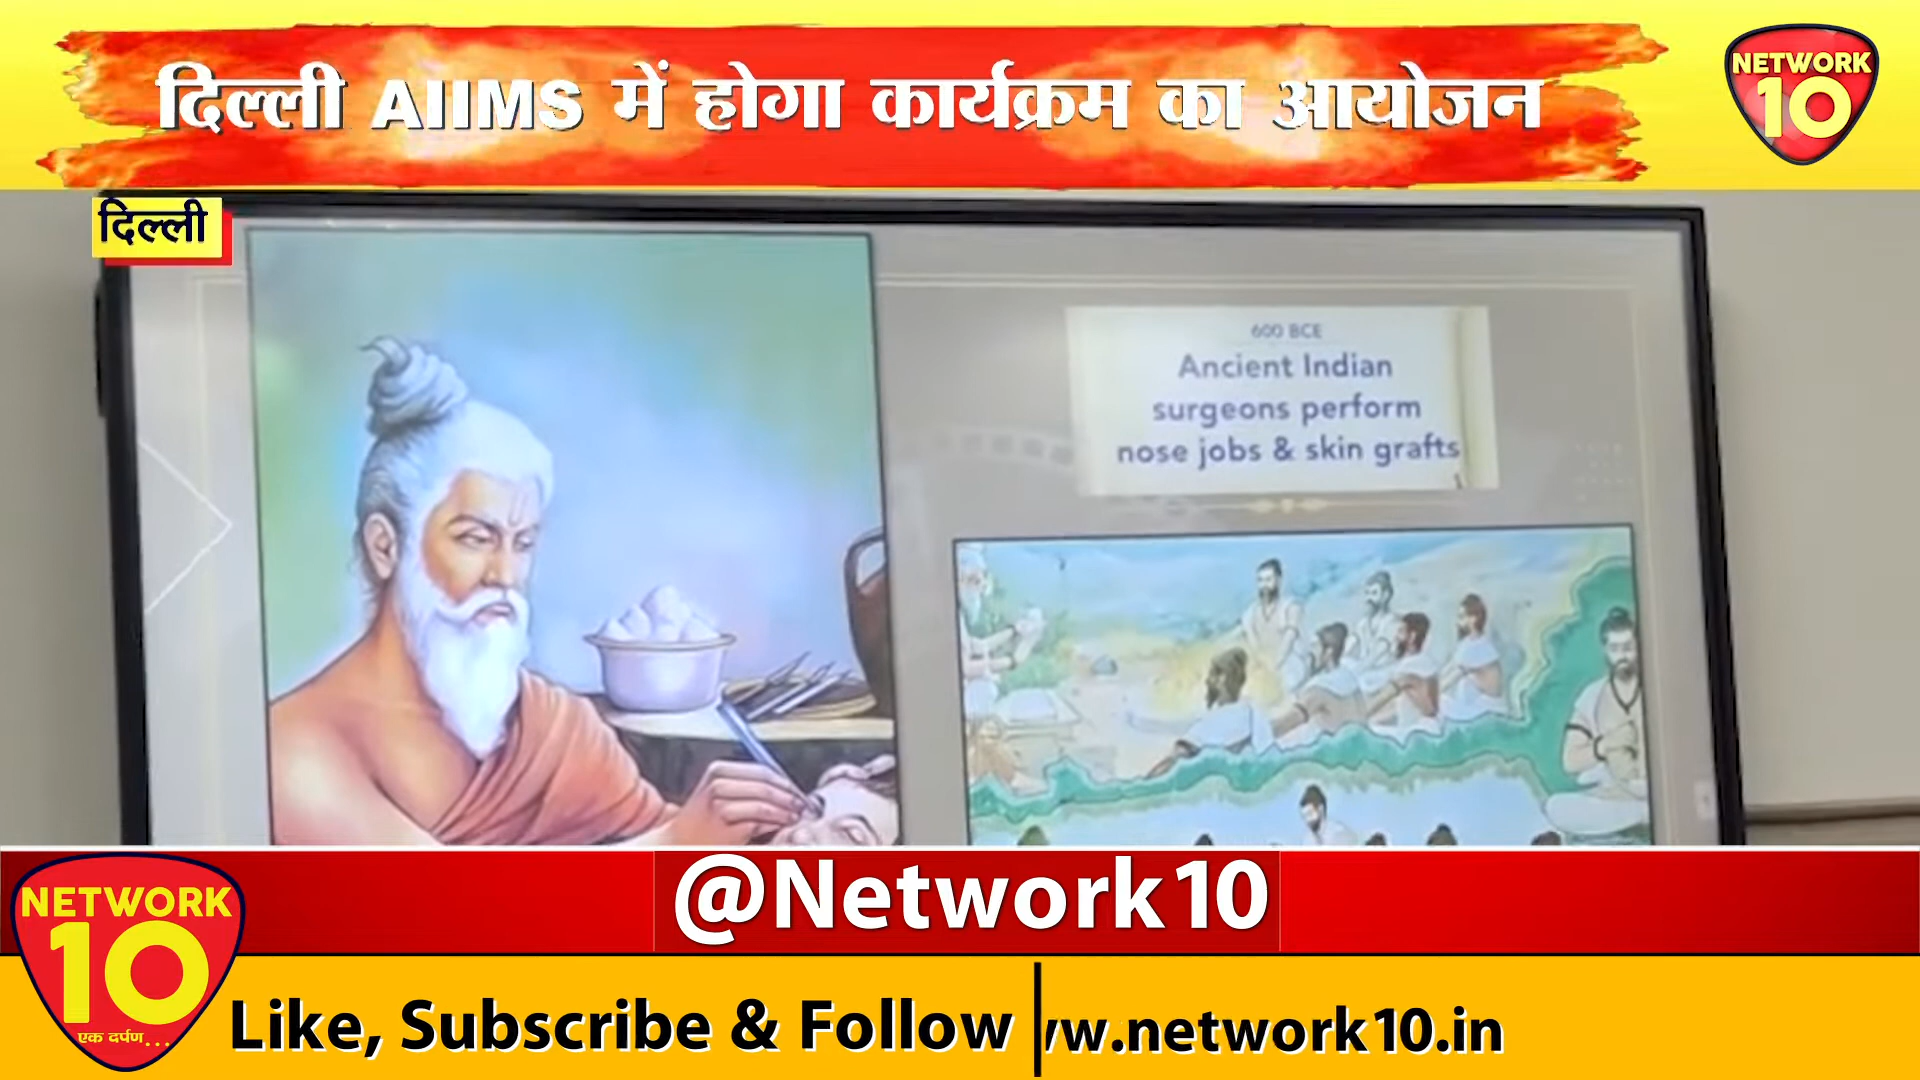 दिल्ली AIIMS में होगा कार्यक्रम का आयोजन
NETWORK
10
दिल्ली
600 BCE
Ancient Indian
surgeons perform
nose jobs & skin grafts
@Network10
NETWORK
10
एक दर्पण...
Like, Subscribe & Follow
w.network10.in